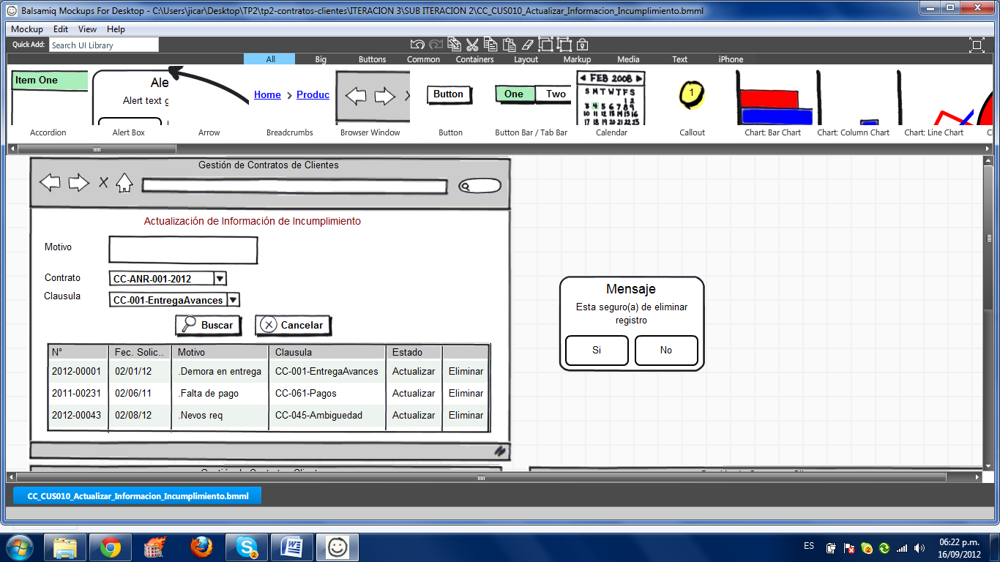 Balsamiq Mockups For Desktop - C:\Users\jicar\Desktop\TP2\tp2-contratos-clientes\ITERACION 3\SUB ITERACION 2\CC_CUS010_Actualizar_Informacion_Incumplimiento.bmml
Mockup Edit View Help
Quick Add: Search UI Library
All Big Buttons Common Containers Layout Markup Media Text iPhone
Item One
Ale
Alert text g
Home > Produc
Button
One Two
FEB 2008
S M T W T F S
1 2
3 4 5 6 7 8 9
10 11 12 13 14 15 16
17 18 19 20 21 22 23
1
Accordion Alert Box Arrow Breadcrumbs Browser Window Button Button Bar / Tab Bar Calendar Callout Chart: Bar Chart Chart: Column Chart Chart: Line Chart
Gestión de Contratos de Clientes
Actualización de Información de Incumplimiento
Motivo
Contrato CC-ANR-001-2012
Clausula CC-001-EntregaAvances
Buscar Cancelar
N° Fec. Solic.. Motivo Clausula Estado
2012-00001 02/01/12 .Demora en entrega CC-001-EntregaAvances Actualizar Eliminar
2011-00231 02/06/11 .Falta de pago CC-061-Pagos Actualizar Eliminar
2012-00043 02/08/12 .Nevos req CC-045-Ambiguedad Actualizar Eliminar
Mensaje
Esta seguro(a) de eliminar
registro
Si No
CC_CUS010_Actualizar_Informacion_Incumplimiento.bmml
ES
2
2
06:22 p.m.
16/09/2012